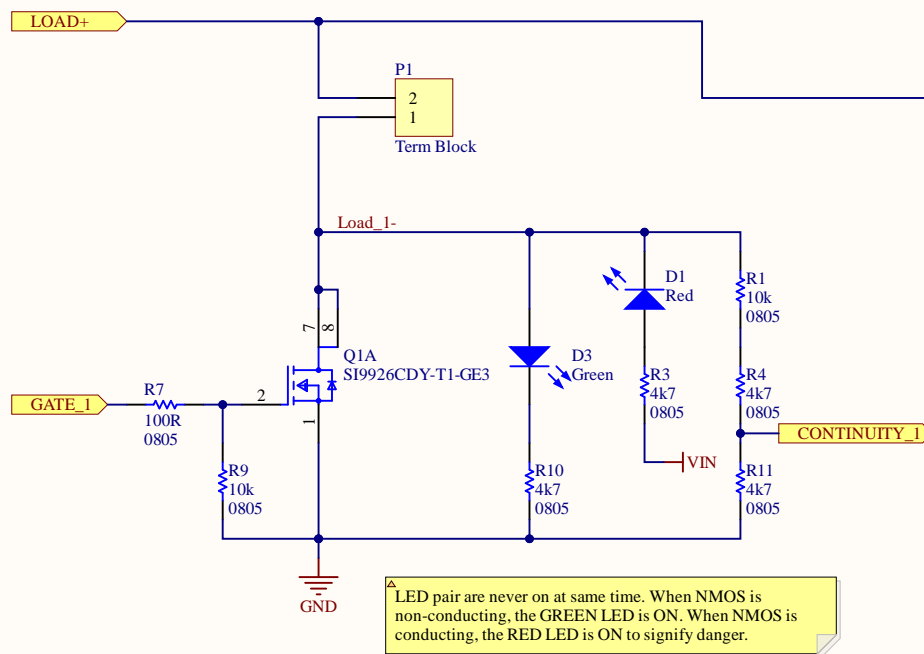 LOAD+
P1
2
1
Term Block
Load_1-
D1
Red
R1
10k
0805
7
8
Q1A
SI9926CDY-T1-GE3
D3
Green
R3
4k7
0805
R4
4k7
0805
GATE_1
R7
100R
0805
2
1
CONTINUITY_1
VIN
R9
10k
0805
R10
4k7
0805
R11
4k7
0805
GND
LED pair are never on at same time. When NMOS is
non-conducting, the GREEN LED is ON. When NMOS is
conducting, the RED LED is ON to signify danger.